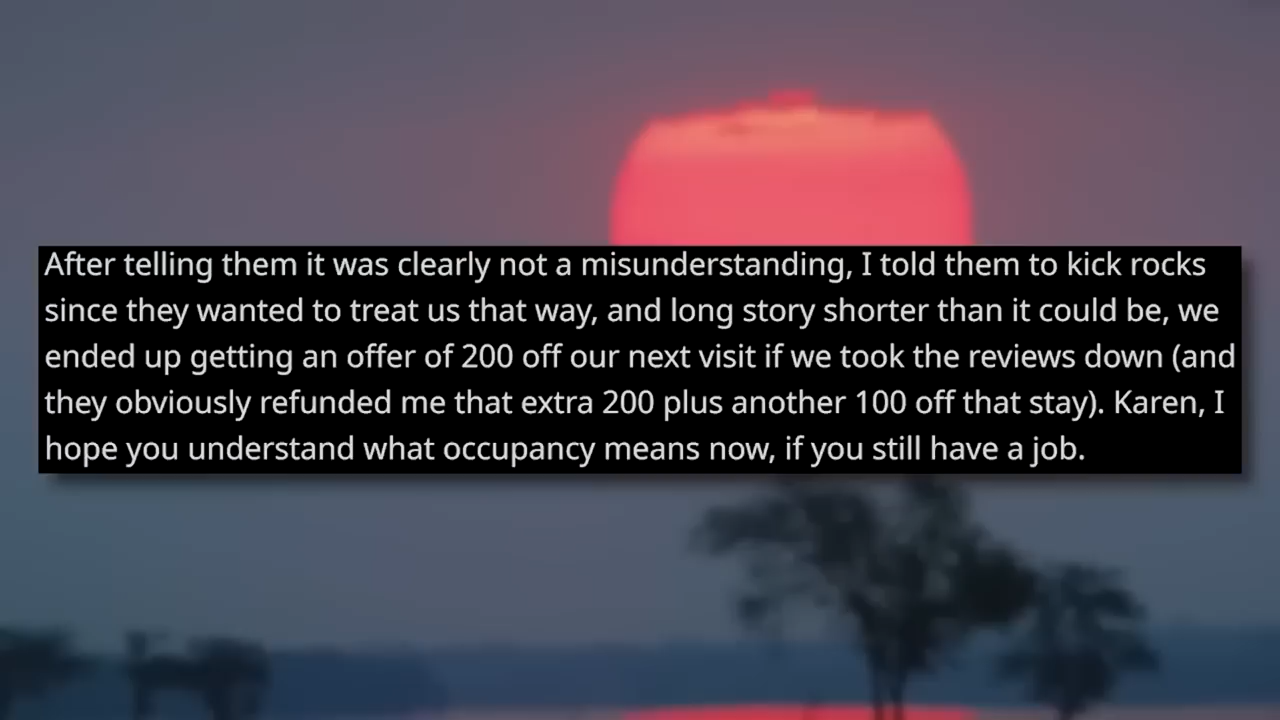 After telling them it was clearly not a misunderstanding, I told them to kick rocks
since they wanted to treat us that way, and long story shorter than it could be, we
ended up getting an offer of 200 off our next visit if we took the reviews down (and
they obviously refunded me that extra 200 plus another 100 off that stay). Karen, I
hope you understand what occupancy means now, if you still have a job.